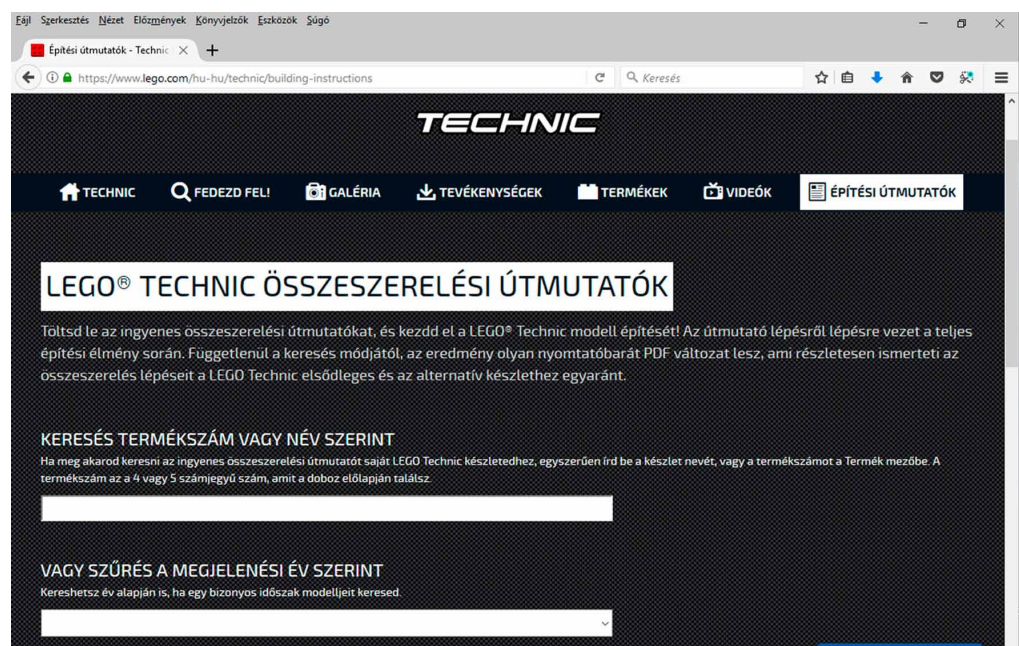 Fájl Szerkesztés Nézet Előzmények Könyvjelzők Eszközök Súgó
Építési útmutatók - Technic
https://www.lego.com/hu-hu/technic/building-instructions
Keresés
TECHNIC
TECHNIC FEDEZD FEL! GALÉRIA TEVÉKENYSÉGEK TERMÉKEK VIDEÓK ÉPÍTÉSI ÚTMUTATÓK
LEGO® TECHNIC ÖSSZESZERELÉSI ÚTMUTATÓK
Töltsd le az ingyenes összeszerelési útmutatókat, és kezdd el a LEGO® Technic modell építését! Az útmutató lépésről lépésre vezet a teljes
építési élmény során. Függetlenül a keresés módjától, az eredmény olyan nyomtatóbarát PDF változat lesz, ami részletesen ismerteti az
összeszerelés lépéseit a LEGO Technic elsődleges és az alternatív készlethez egyaránt.
KERESÉS TERMÉKSZÁM VAGY NÉV SZERINT
Ha meg akarod keresni az ingyenes összeszerelési útmutatót saját LEGO Technic készletedhez, egyszerűen írd be a készlet nevét, vagy a termékszámot a Termék mezőbe. A
termékszám az a 4 vagy 5 számjegyű szám, amit a doboz előlapján találsz.
VAGY SZŰRÉS A MEGJELENÉSI ÉV SZERINT
Kereshetsz év alapján is, ha egy bizonyos időszak modelljeit keresed.